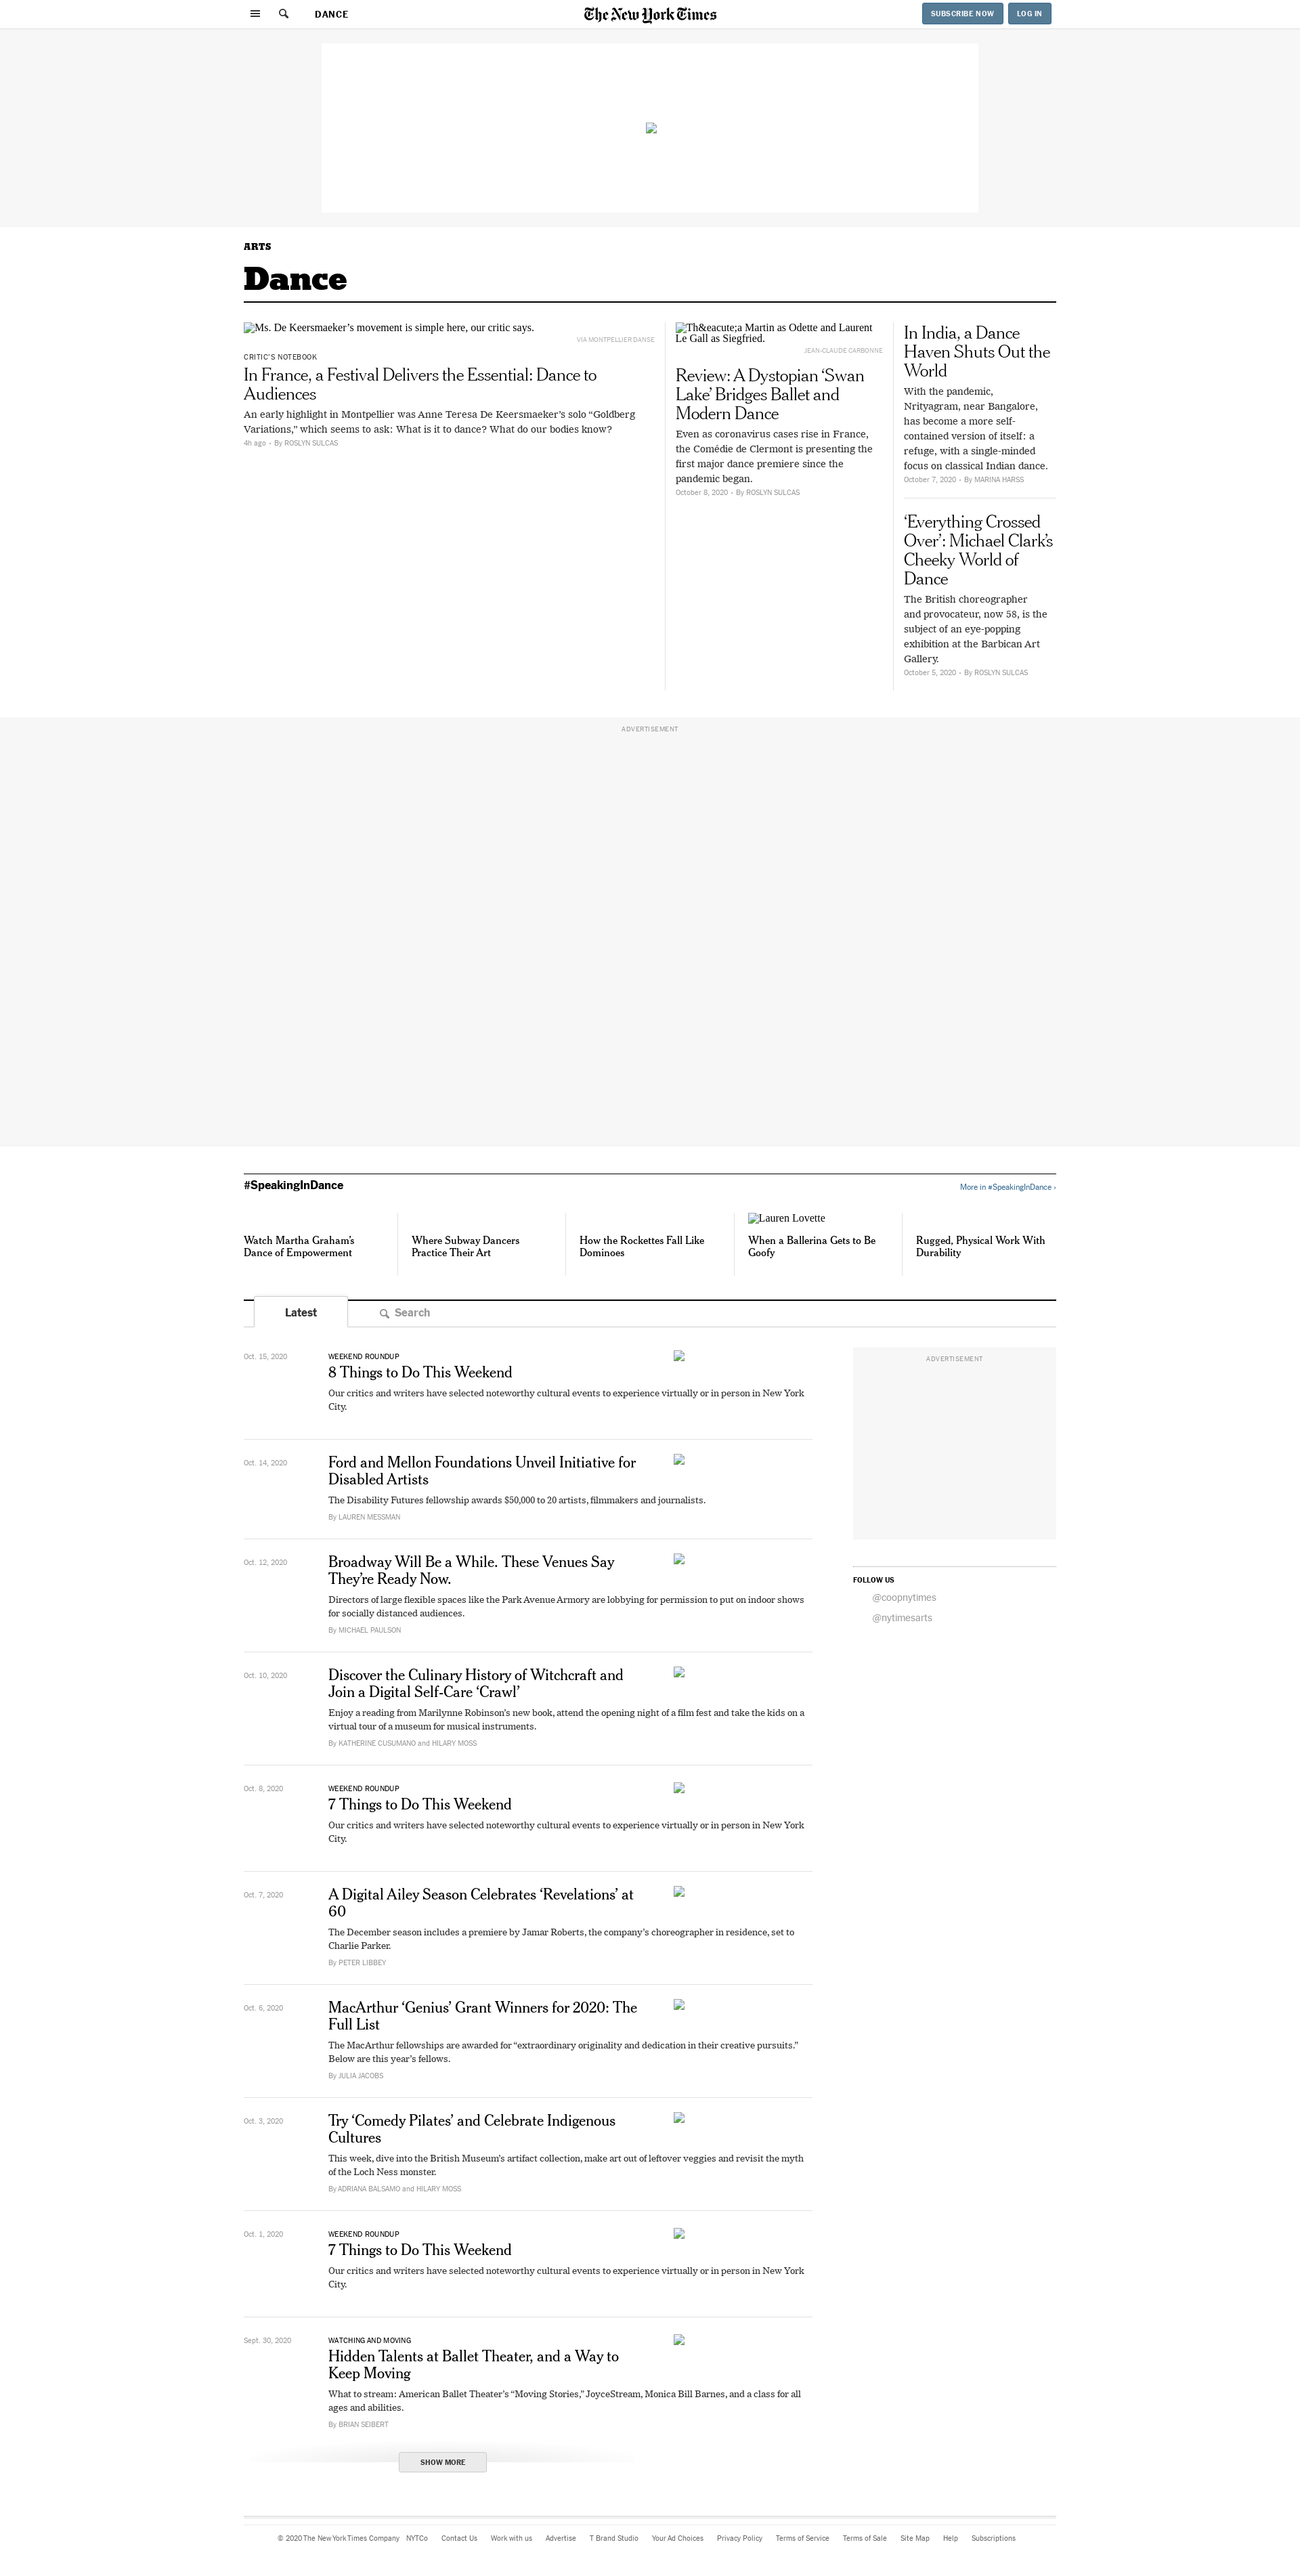 DANCE
The New York Times
SUBSCRIBE NOW
LOG IN
ARTS
Dance
Ms. De Keersmaeker’s movement is simple here, our critic says.
VIA MONTPELLIER DANSE
CRITIC’S NOTEBOOK
In France, a Festival Delivers the Essential: Dance to
Audiences
An early highlight in Montpellier was Anne Teresa De Keersmaeker’s solo “Goldberg
Variations,” which seems to ask: What is it to dance? What do our bodies know?
4h ago • By ROSLYN SULCAS
Th&eacute;a Martin as Odette and Laurent
Le Gall as Siegfried.
JEAN-CLAUDE CARBONNE
Review: A Dystopian ‘Swan
Lake’ Bridges Ballet and
Modern Dance
Even as coronavirus cases rise in France,
the Comédie de Clermont is presenting the
first major dance premiere since the
pandemic began.
October 8, 2020 • By ROSLYN SULCAS
In India, a Dance
Haven Shuts Out the
World
With the pandemic,
Nrityagram, near Bangalore,
has become a more self-
contained version of itself: a
refuge, with a single-minded
focus on classical Indian dance.
October 7, 2020 • By MARINA HARSS
‘Everything Crossed
Over’: Michael Clark’s
Cheeky World of
Dance
The British choreographer
and provocateur, now 58, is the
subject of an eye-popping
exhibition at the Barbican Art
Gallery.
October 5, 2020 • By ROSLYN SULCAS
ADVERTISEMENT
#SpeakingInDance
More in #SpeakingInDance ›
Watch Martha Graham’s
Dance of Empowerment
Where Subway Dancers
Practice Their Art
How the Rockettes Fall Like
Dominoes
Lauren Lovette
When a Ballerina Gets to Be
Goofy
Rugged, Physical Work With
Durability
Latest
Search
Oct. 15, 2020
WEEKEND ROUNDUP
8 Things to Do This Weekend
Our critics and writers have selected noteworthy cultural events to experience virtually or in person in New York
City.
Oct. 14, 2020
Ford and Mellon Foundations Unveil Initiative for
Disabled Artists
The Disability Futures fellowship awards $50,000 to 20 artists, filmmakers and journalists.
By LAUREN MESSMAN
Oct. 12, 2020
Broadway Will Be a While. These Venues Say
They’re Ready Now.
Directors of large flexible spaces like the Park Avenue Armory are lobbying for permission to put on indoor shows
for socially distanced audiences.
By MICHAEL PAULSON
Oct. 10, 2020
Discover the Culinary History of Witchcraft and
Join a Digital Self-Care ‘Crawl’
Enjoy a reading from Marilynne Robinson’s new book, attend the opening night of a film fest and take the kids on a
virtual tour of a museum for musical instruments.
By KATHERINE CUSUMANO and HILARY MOSS
Oct. 8, 2020
WEEKEND ROUNDUP
7 Things to Do This Weekend
Our critics and writers have selected noteworthy cultural events to experience virtually or in person in New York
City.
Oct. 7, 2020
A Digital Ailey Season Celebrates ‘Revelations’ at
60
The December season includes a premiere by Jamar Roberts, the company’s choreographer in residence, set to
Charlie Parker.
By PETER LIBBEY
Oct. 6, 2020
MacArthur ‘Genius’ Grant Winners for 2020: The
Full List
The MacArthur fellowships are awarded for “extraordinary originality and dedication in their creative pursuits.”
Below are this year’s fellows.
By JULIA JACOBS
Oct. 3, 2020
Try ‘Comedy Pilates’ and Celebrate Indigenous
Cultures
This week, dive into the British Museum’s artifact collection, make art out of leftover veggies and revisit the myth
of the Loch Ness monster.
By ADRIANA BALSAMO and HILARY MOSS
Oct. 1, 2020
WEEKEND ROUNDUP
7 Things to Do This Weekend
Our critics and writers have selected noteworthy cultural events to experience virtually or in person in New York
City.
Sept. 30, 2020
WATCHING AND MOVING
Hidden Talents at Ballet Theater, and a Way to
Keep Moving
What to stream: American Ballet Theater’s “Moving Stories,” JoyceStream, Monica Bill Barnes, and a class for all
ages and abilities.
By BRIAN SEIBERT
SHOW MORE
ADVERTISEMENT
FOLLOW US
@coopnytimes
@nytimesarts
© 2020 The New York Times Company NYTCo Contact Us Work with us Advertise T Brand Studio Your Ad Choices Privacy Policy Terms of Service Terms of Sale Site Map Help Subscriptions